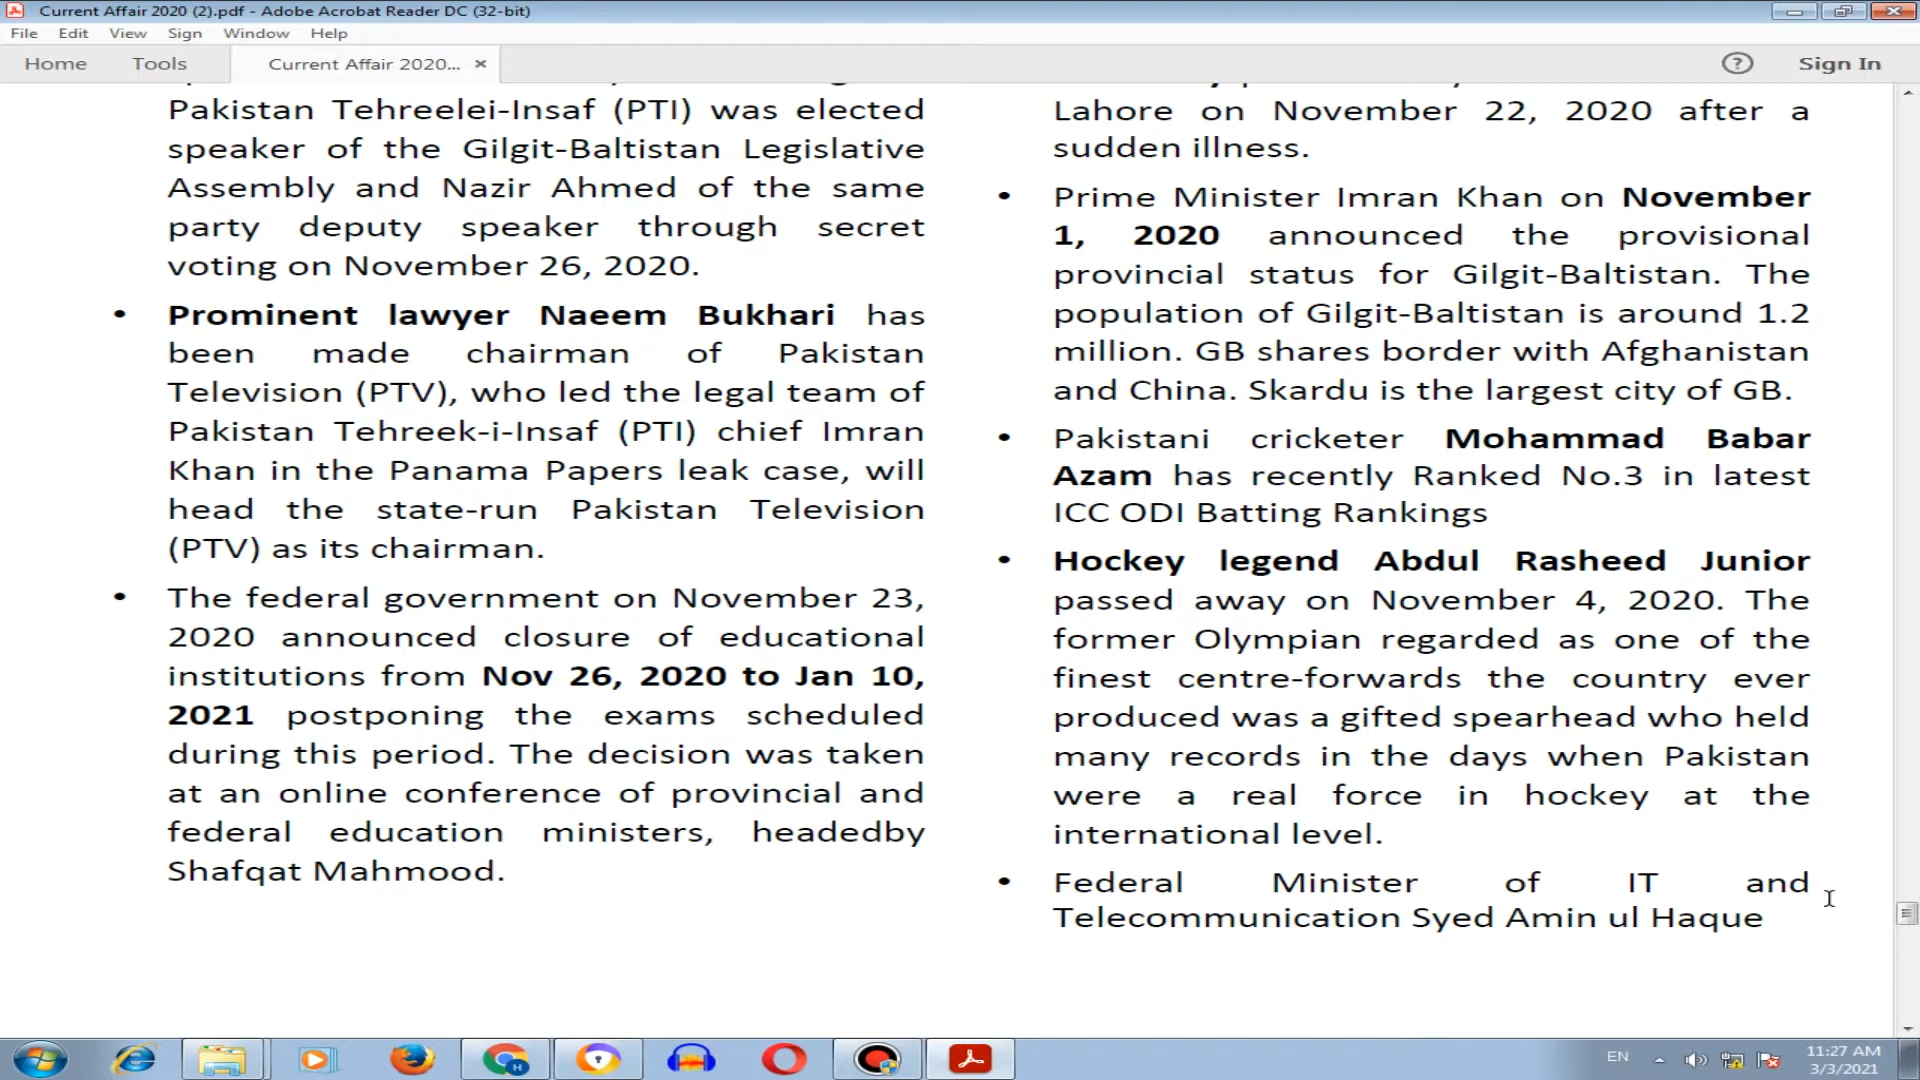 Current Affair 2020 (2).pdf - Adobe Acrobat Reader DC (32-bit)
File Edit View Sign Window Help
Home Tools Current Affair 2020... × ? Sign In
Pakistan Tehreelei-Insaf (PTI) was elected
speaker of the Gilgit-Baltistan Legislative
Assembly and Nazir Ahmed of the same
party deputy speaker through secret
voting on November 26, 2020.
• Prominent lawyer Naeem Bukhari has
been made chairman of Pakistan
Television (PTV), who led the legal team of
Pakistan Tehreek-i-Insaf (PTI) chief Imran
Khan in the Panama Papers leak case, will
head the state-run Pakistan Television
(PTV) as its chairman.
• The federal government on November 23,
2020 announced closure of educational
institutions from Nov 26, 2020 to Jan 10,
2021 postponing the exams scheduled
during this period. The decision was taken
at an online conference of provincial and
federal education ministers, headedby
Shafqat Mahmood.
Lahore on November 22, 2020 after a
sudden illness.
• Prime Minister Imran Khan on November
1, 2020 announced the provisional
provincial status for Gilgit-Baltistan. The
population of Gilgit-Baltistan is around 1.2
million. GB shares border with Afghanistan
and China. Skardu is the largest city of GB.
• Pakistani cricketer Mohammad Babar
Azam has recently Ranked No.3 in latest
ICC ODI Batting Rankings
• Hockey legend Abdul Rasheed Junior
passed away on November 4, 2020. The
former Olympian regarded as one of the
finest centre-forwards the country ever
produced was a gifted spearhead who held
many records in the days when Pakistan
were a real force in hockey at the
international level.
• Federal Minister of IT and
Telecommunication Syed Amin ul Haque
EN
11:27 AM
3/3/2021